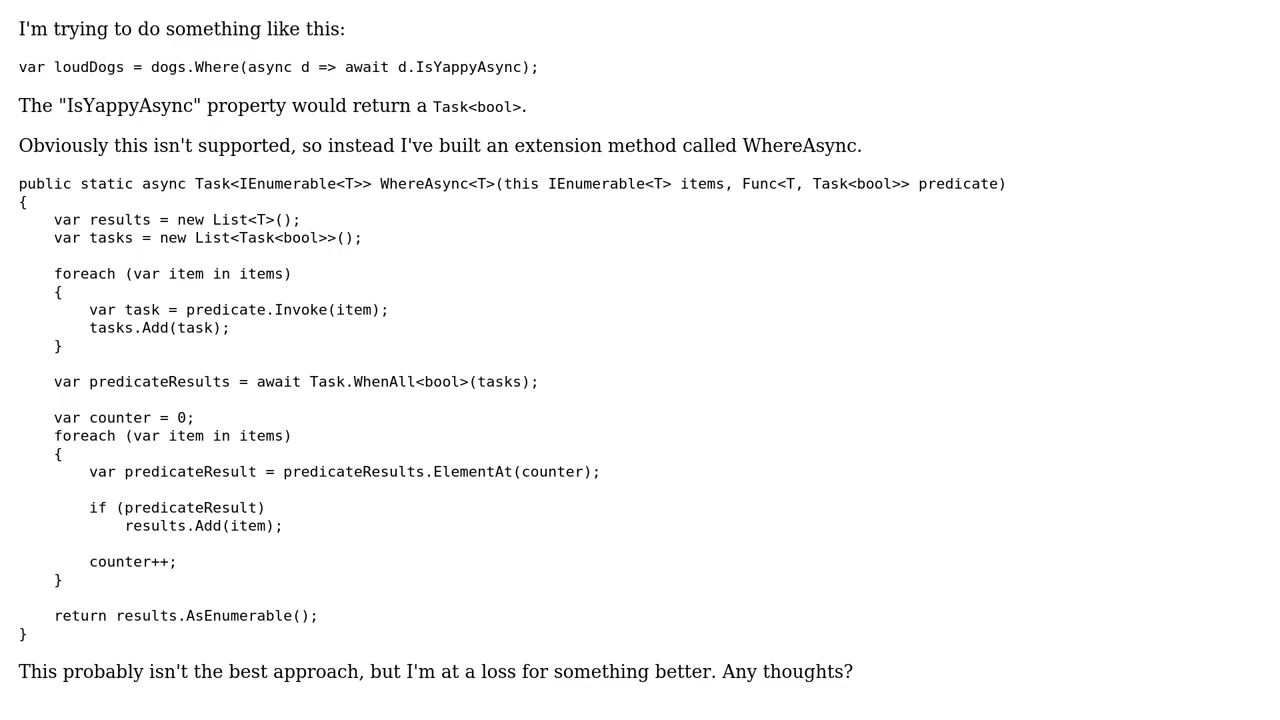 I'm trying to do something like this:
var loudDogs = dogs.Where(async d => await d.IsYappyAsync);
The "IsYappyAsync" property would return a Task<bool>.
Obviously this isn't supported, so instead I've built an extension method called WhereAsync.
public static async Task<IEnumerable<T>> WhereAsync<T>(this IEnumerable<T> items, Func<T, Task<bool>> predicate)
{
    var results = new List<T>();
    var tasks = new List<Task<bool>>();
    foreach (var item in items)
    {
        var task = predicate.Invoke(item);
        tasks.Add(task);
    }
    var predicateResults = await Task.WhenAll<bool>(tasks);
    var counter = 0;
    foreach (var item in items)
    {
        var predicateResult = predicateResults.ElementAt(counter);
        if (predicateResult)
            results.Add(item);
        counter++;
    }
    return results.AsEnumerable();
}
This probably isn't the best approach, but I'm at a loss for something better. Any thoughts?